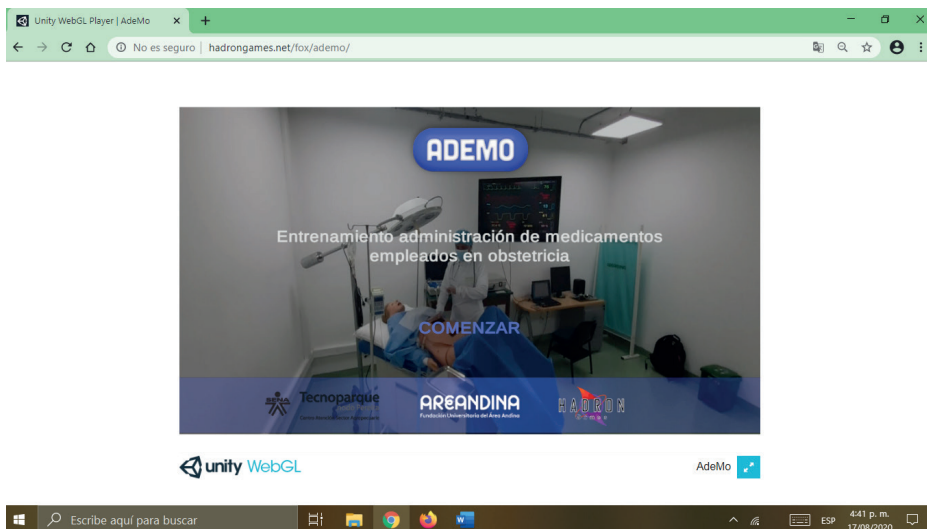 Unity WebGL Player | AdeMo
No es seguro | hadrongames.net/fox/ademo/
ADEMO
Entrenamiento administración de medicamentos
empleados en obstetricia
COMENZAR
SENA
Tecnoparque
AREANDINA
Fundación Universitaria del Área Andina
HADRON
Games
unity WebGL
AdeMo
Escribe aquí para buscar
ESP
4:41 p. m.
17/08/2020